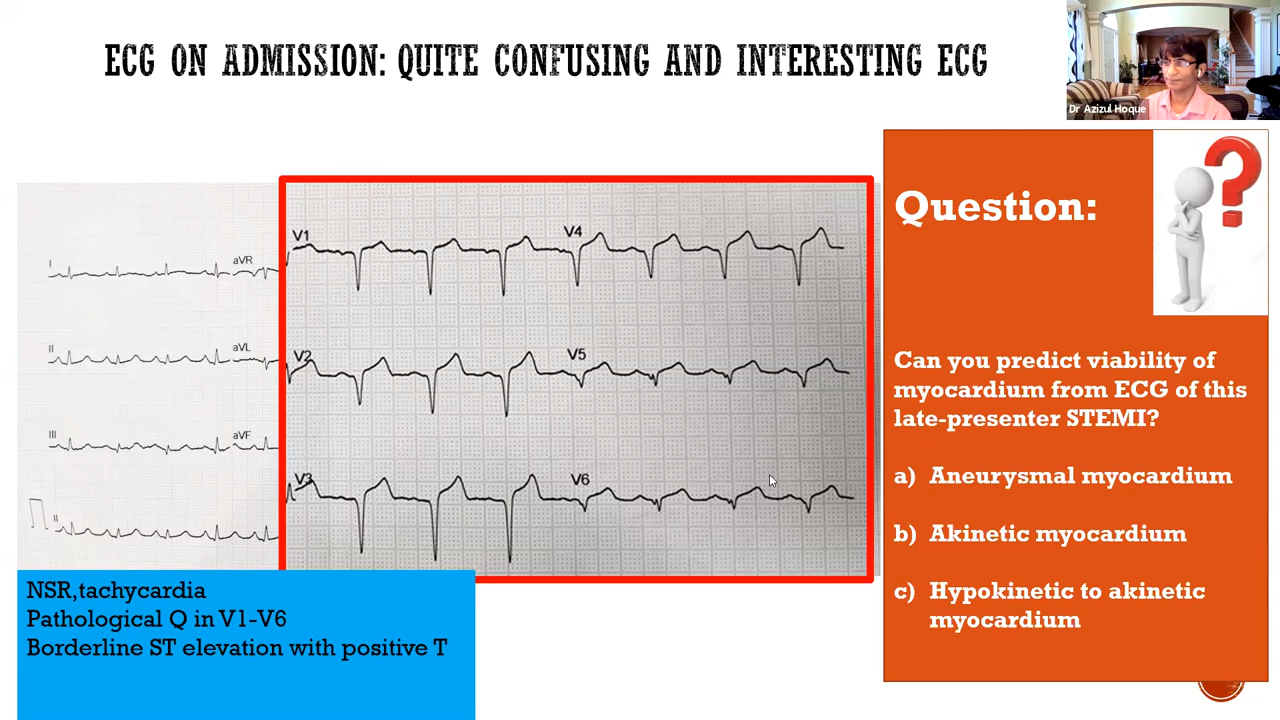 ECG ON ADMISSION: QUITE CONFUSING AND INTERESTING ECG
Dr Azizul Hoque
I
aVR
II
aVL
III
aVF
II
V1
V4
V2
V5
V3
V6
NSR,tachycardia
Pathological Q in V1-V6
Borderline ST elevation with positive T
Question:
Can you predict viability of
myocardium from ECG of this
late-presenter STEMI?
a) Aneurysmal myocardium
b) Akinetic myocardium
c) Hypokinetic to akinetic
myocardium